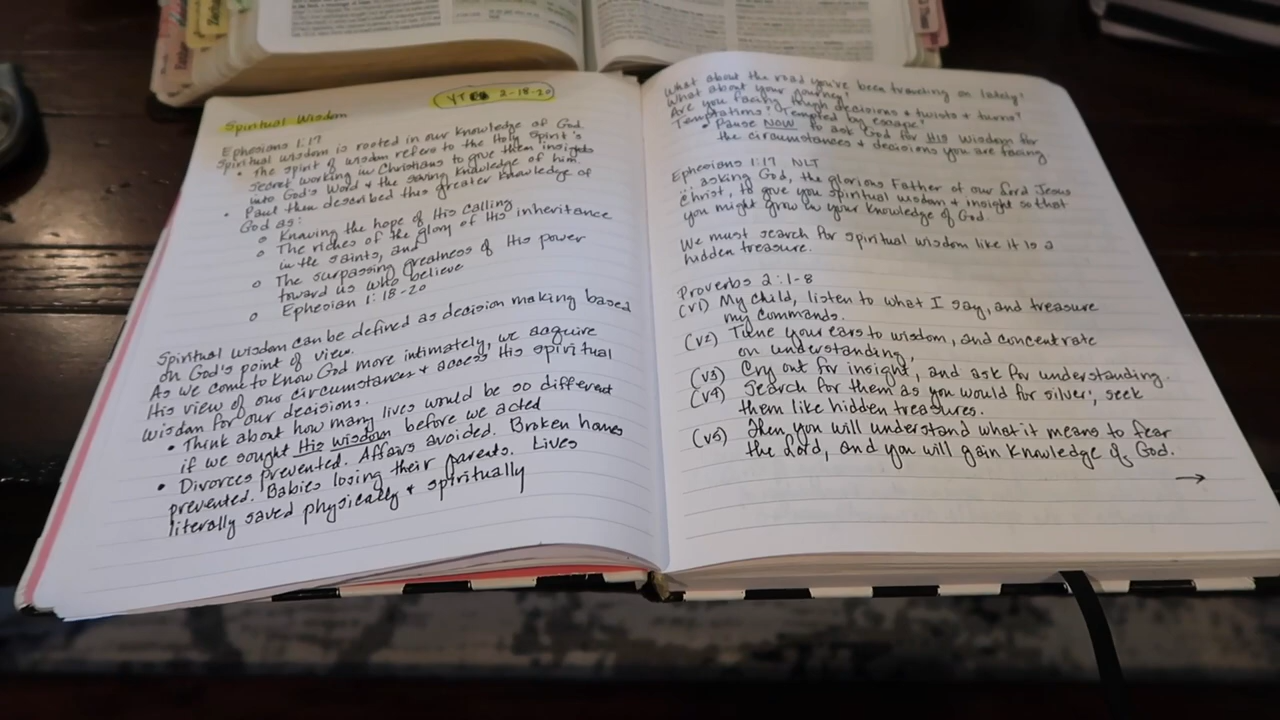 YT 2-18-20
Spiritual Wisdom
Ephesians 1:17
Spiritual wisdom is rooted in our knowledge of God.
• The spirit of wisdom refers to the Holy Spirit's
secret working in Christians to give them insights
into God's Word + the saving knowledge of him.
• Paul then described this greater knowledge of
God as:
o Knowing the hope of His calling
o The riches of the glory of His inheritance
in the saints, and
o The surpassing greatness of His power
toward us who believe
o Ephesian 1:18-20
Spiritual wisdom can be defined as decision making based
on God's point of view.
As we come to know God more intimately, we acquire
His view of our circumstances + access His spiritual
wisdom for our decisions.
• Think about how many lives would be so different
if we sought His wisdom before we acted
• Divorces prevented. Affairs avoided. Broken homes
prevented. Babies losing their parents. Lives
literally saved physically + spiritually
What about the road you've been traveling on lately?
What about your journey?
Are you facing tough decisions + twists + turns?
Temptations? Tempted by escape?
• Pause NOW to ask God for His wisdom for
the circumstances + decisions you are facing
Ephesians 1:17 NLT
... asking God, the glorious Father of our Lord Jesus
Christ, to give you spiritual wisdom + insight so that
you might grow in your knowledge of God.
We must search for spiritual wisdom like it is a
hidden treasure.
Proverbs 2:1-8
(v1) My child, listen to what I say, and treasure
my commands.
(v2) Tune your ears to wisdom, and concentrate
on understanding,
(v3) Cry out for insight, and ask for understanding.
(v4) Search for them as you would for silver; seek
them like hidden treasures.
(v5) Then you will understand what it means to fear
the Lord, and you will gain knowledge of God.
→